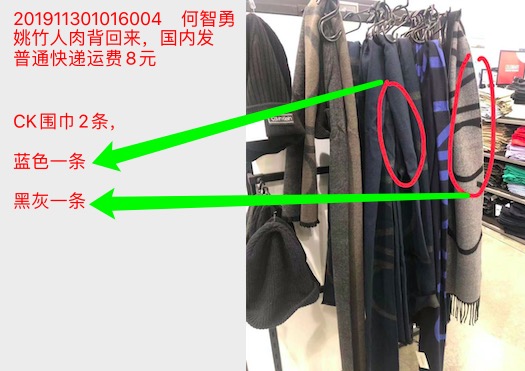 201911301016004 何智勇
姚竹人肉背回来，国内发
普通快递运费8元
CK围巾2条，
蓝色一条
黑灰一条